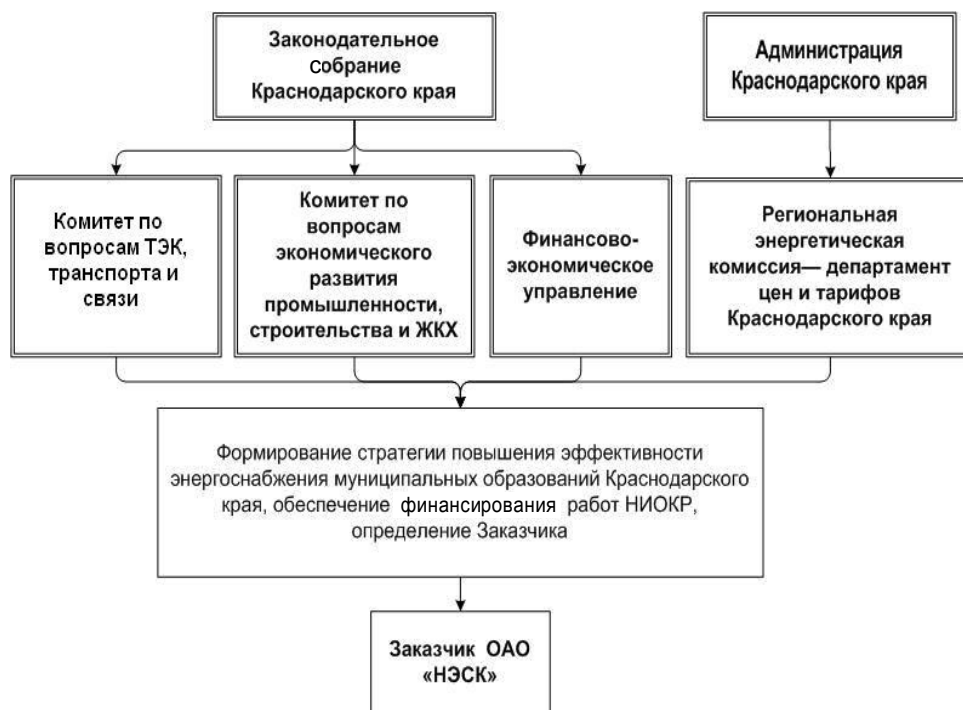 Законодательное
собрание
Краснодарского края
Администрация
Краснодарского края
Комитет по
вопросам ТЭК,
транспорта и
связи
Комитет по
вопросам
экономического
развития
промышленности,
строительства и ЖКХ
Финансово-
экономическое
управление
Региональная
энергетическая
комиссия— департамент
цен и тарифов
Краснодарского края
Формирование стратегии повышения эффективности
энергоснабжения муниципальных образований Краснодарского
края, обеспечение финансирования работ НИОКР,
определение Заказчика
Заказчик ОАО
«НЭСК»